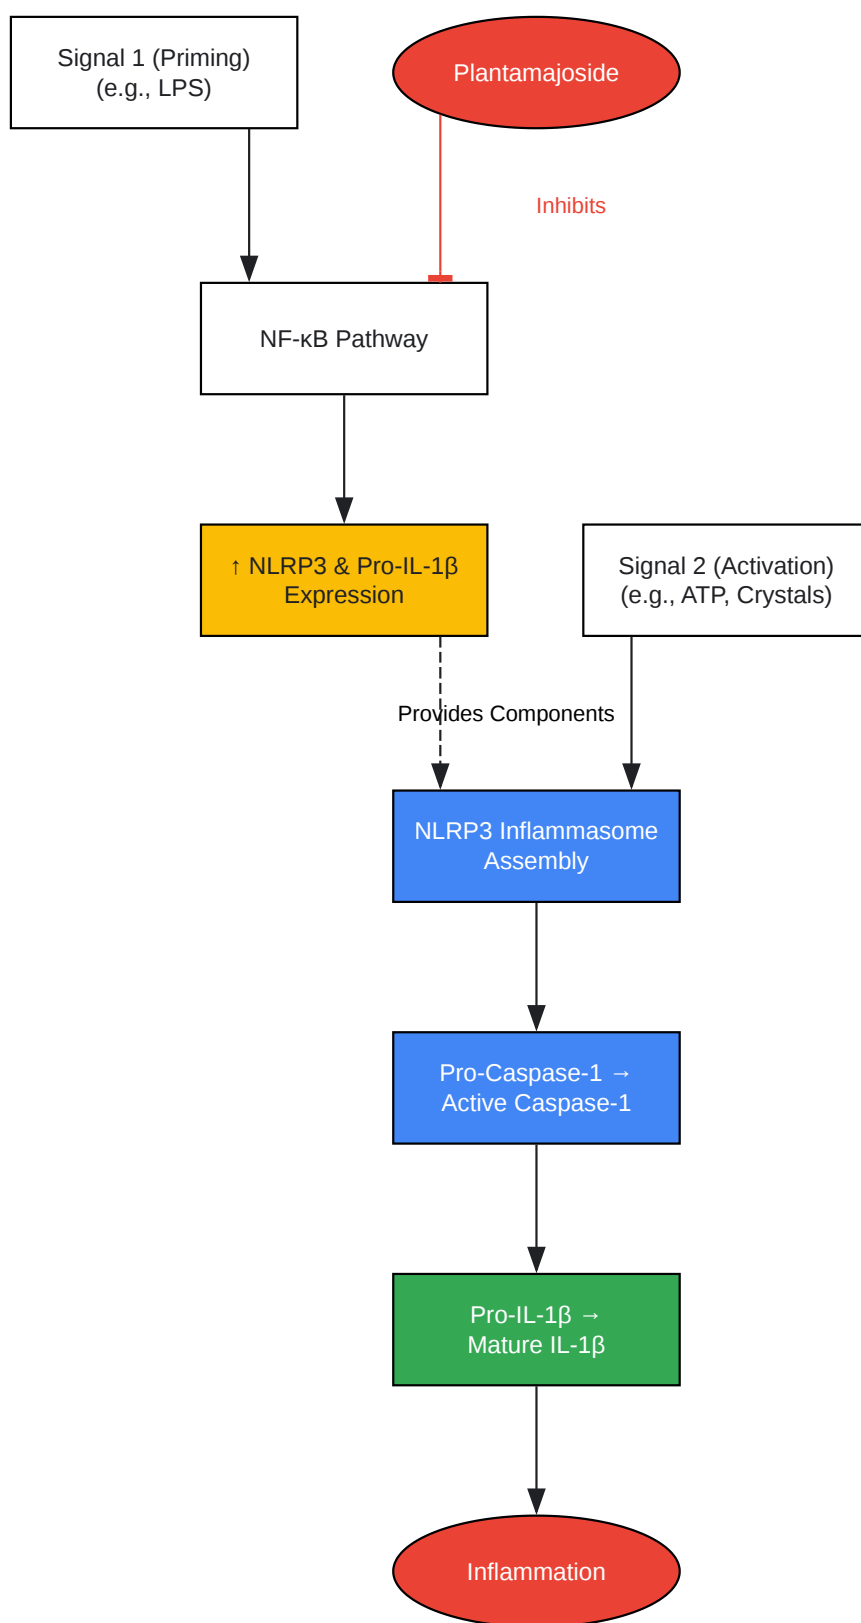 Signal 1 (Priming)
(e.g., LPS)
Plantamajoside
Inhibits
NF-κB Pathway
↑ NLRP3 & Pro-IL-1β
Expression
Signal 2 (Activation)
(e.g., ATP, Crystals)
Provides Components
NLRP3 Inflammasome
Assembly
Pro-Caspase-1 →
Active Caspase-1
Pro-IL-1β →
Mature IL-1β
Inflammation